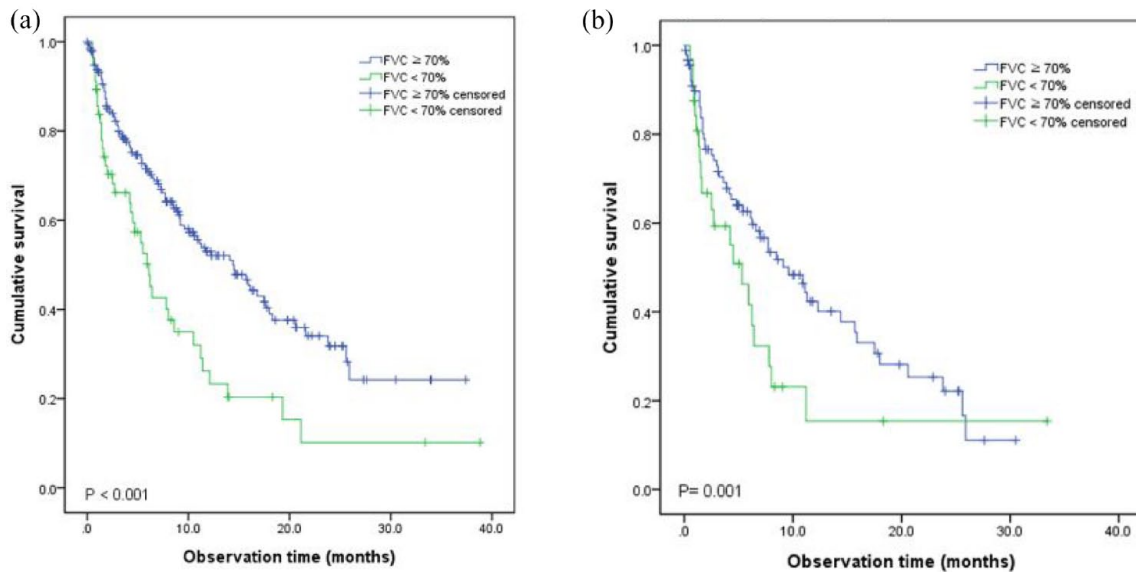 (a)
1.0
0.8
0.6
0.4
0.2
0.0
Cumulative survival
FVC ≥ 70%
FVC < 70%
FVC ≥ 70% censored
FVC < 70% censored
P < 0.001
.0 10.0 20.0 30.0 40.0
Observation time (months)
(b)
1.0
0.8
0.6
0.4
0.2
0.0
Cumulative survival
FVC ≥ 70%
FVC < 70%
FVC ≥ 70% censored
FVC < 70% censored
P= 0.001
.0 10.0 20.0 30.0 40.0
Observation time (months)